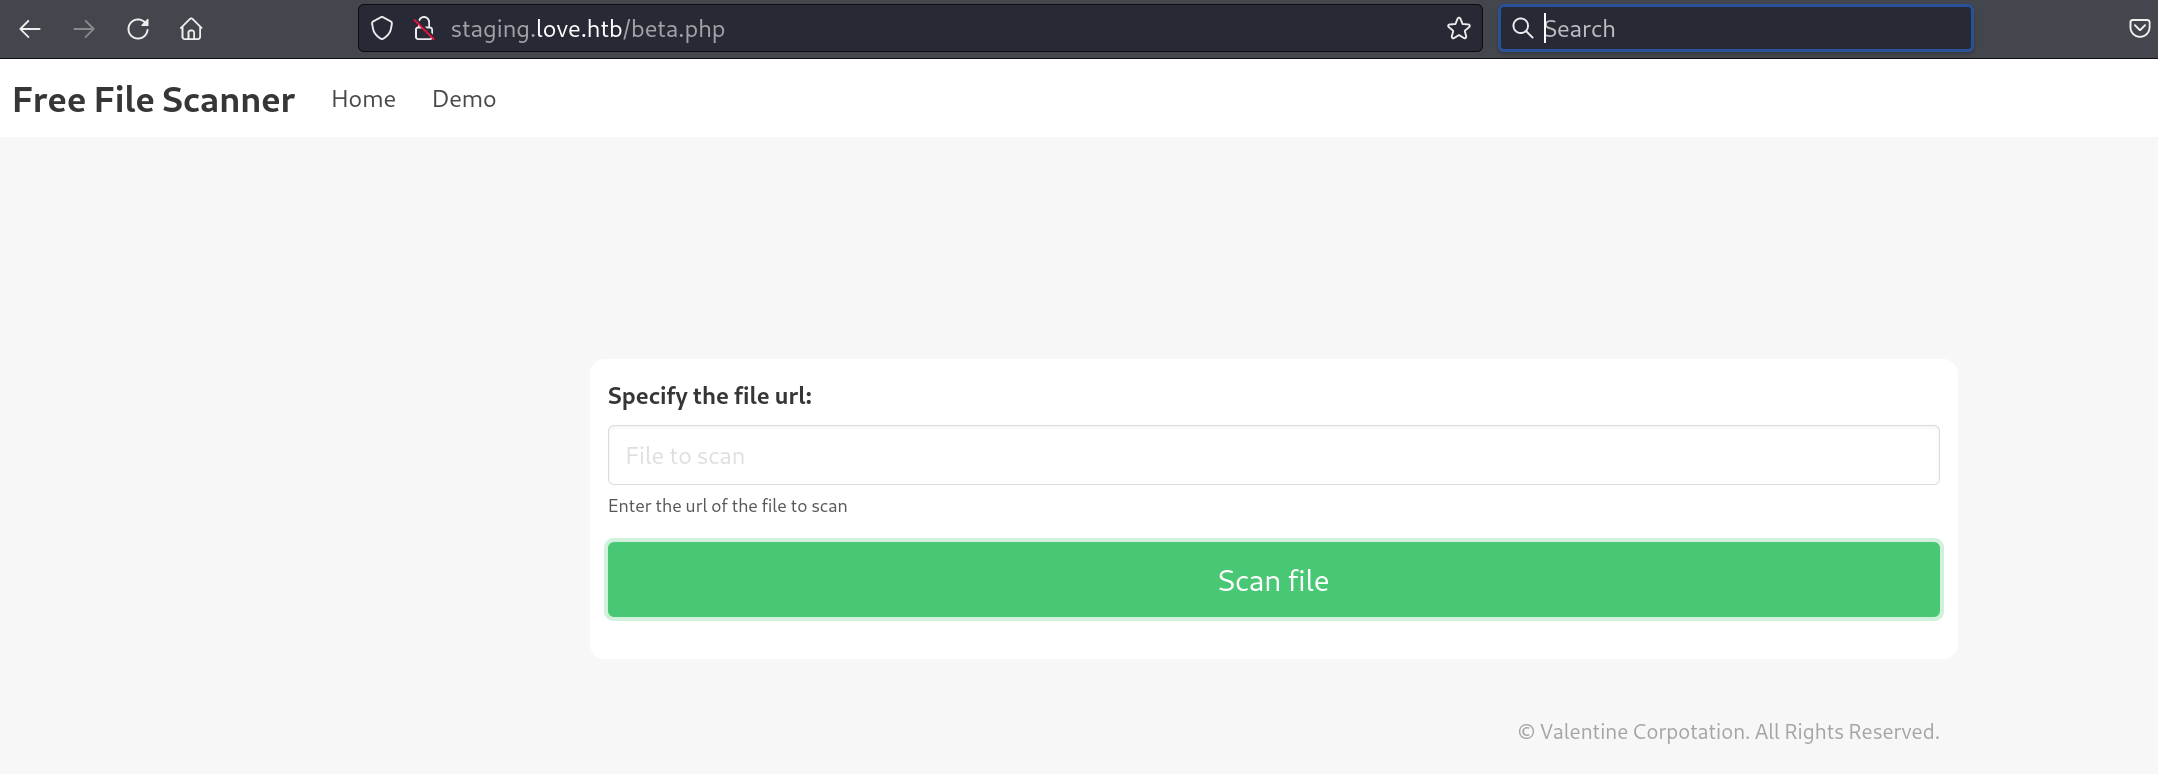 staging.love.htb/beta.php
Search
Free File Scanner Home Demo
Specify the file url:
File to scan
Enter the url of the file to scan
Scan file
© Valentine Corpotation. All Rights Reserved.